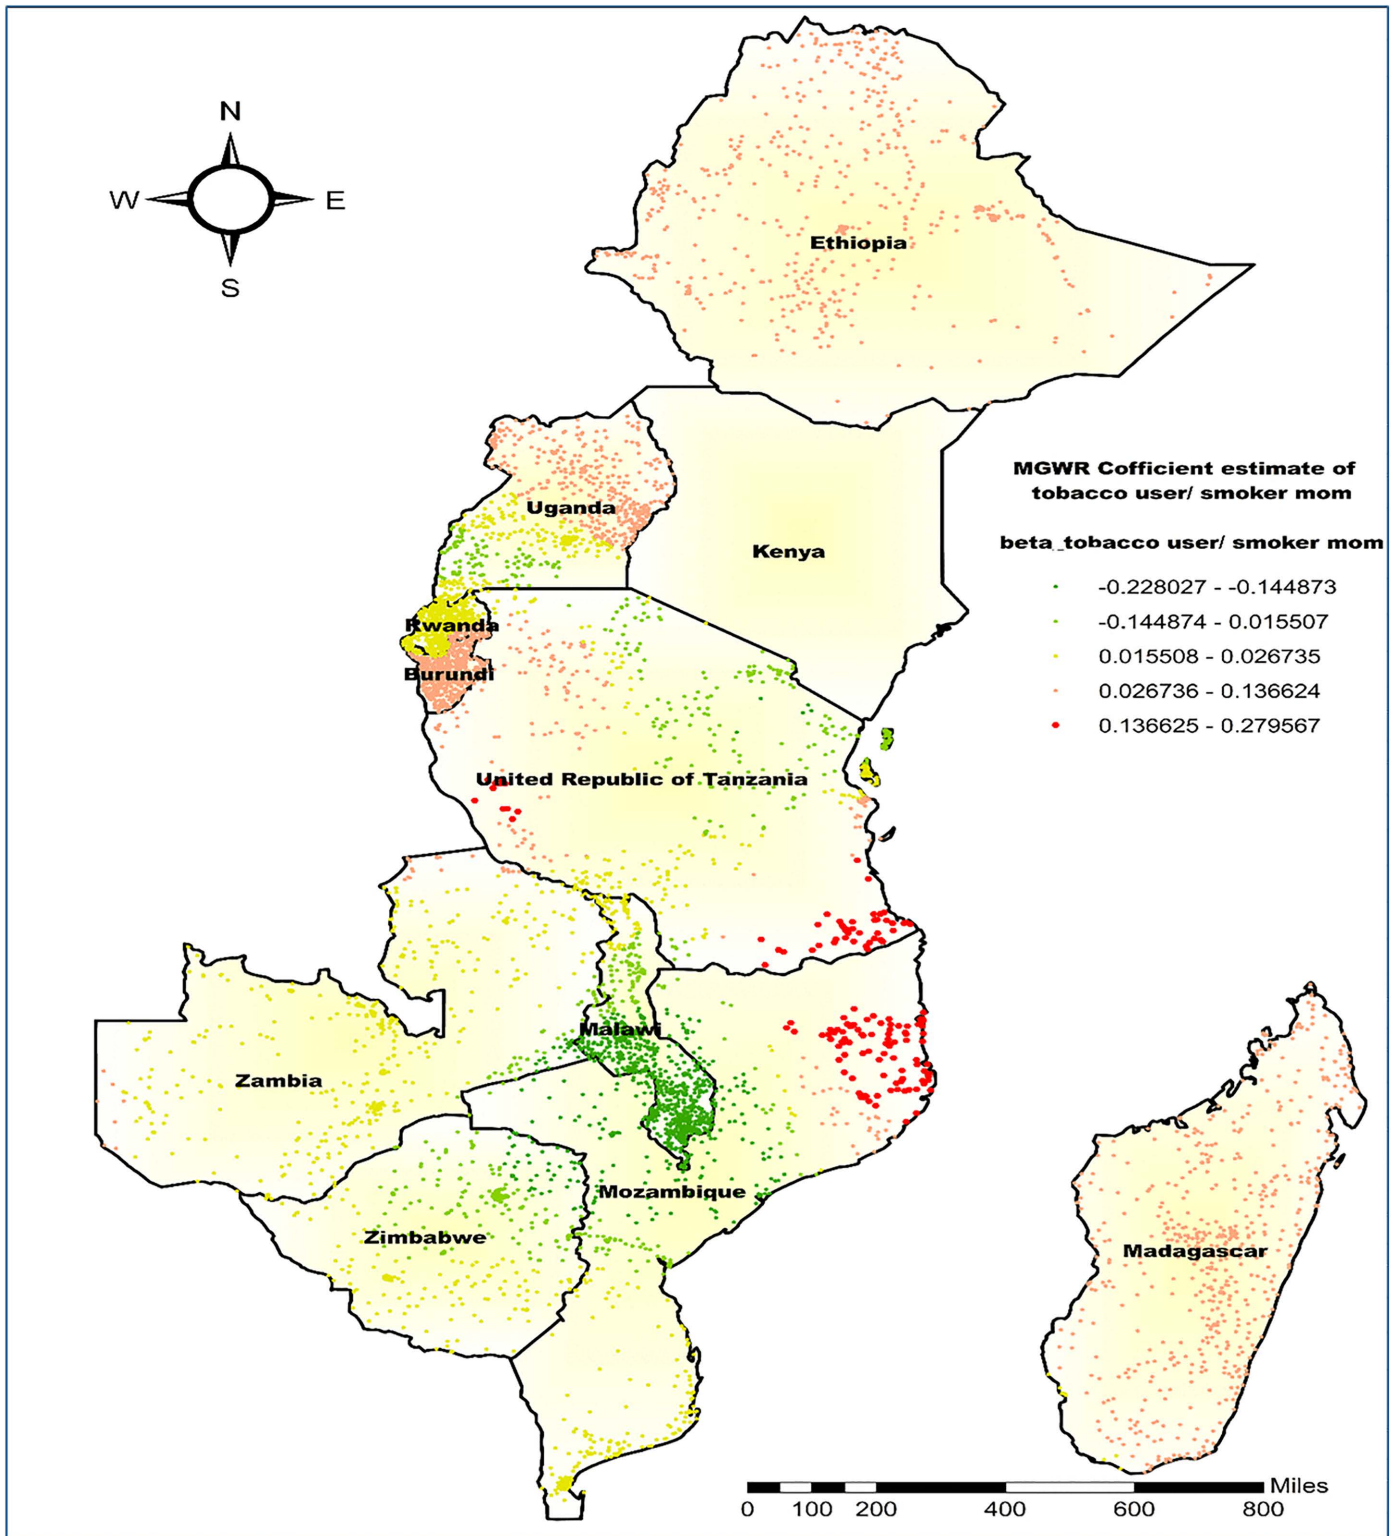 N
W E
S
Ethiopia
MGWR Cofficient estimate of
tobacco user/ smoker mom
beta_tobacco user/ smoker mom
-0.228027 - -0.144873
-0.144874 - 0.015507
0.015508 - 0.026735
0.026736 - 0.136624
0.136625 - 0.279567
Uganda
Kenya
Rwanda
Burundi
United Republic of Tanzania
Malawi
Zambia
Mozambique
Zimbabwe
Madagascar
Miles
0 100 200 400 600 800